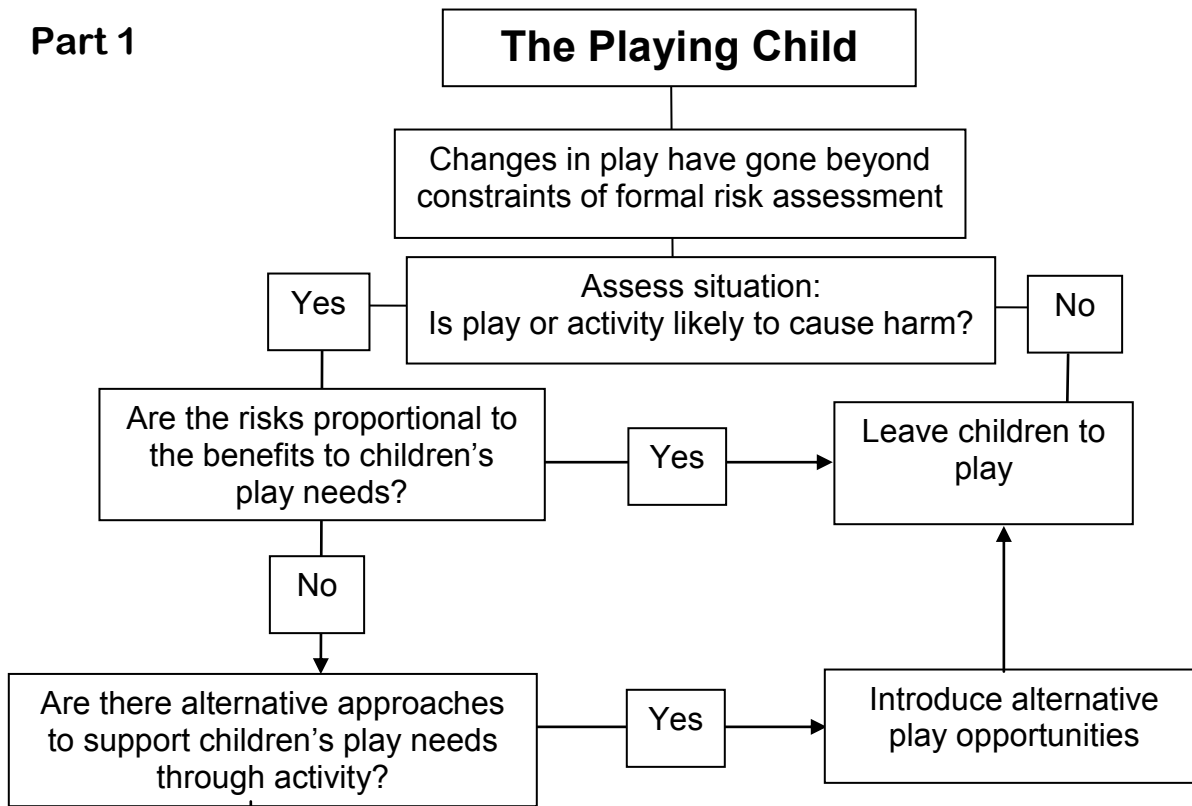 Part 1
The Playing Child
Changes in play have gone beyond
constraints of formal risk assessment
Assess situation:
Is play or activity likely to cause harm?
Yes
No
Are the risks proportional to
the benefits to children’s
play needs?
Yes
Leave children to
play
No
Are there alternative approaches
to support children’s play needs
through activity?
Yes
Introduce alternative
play opportunities